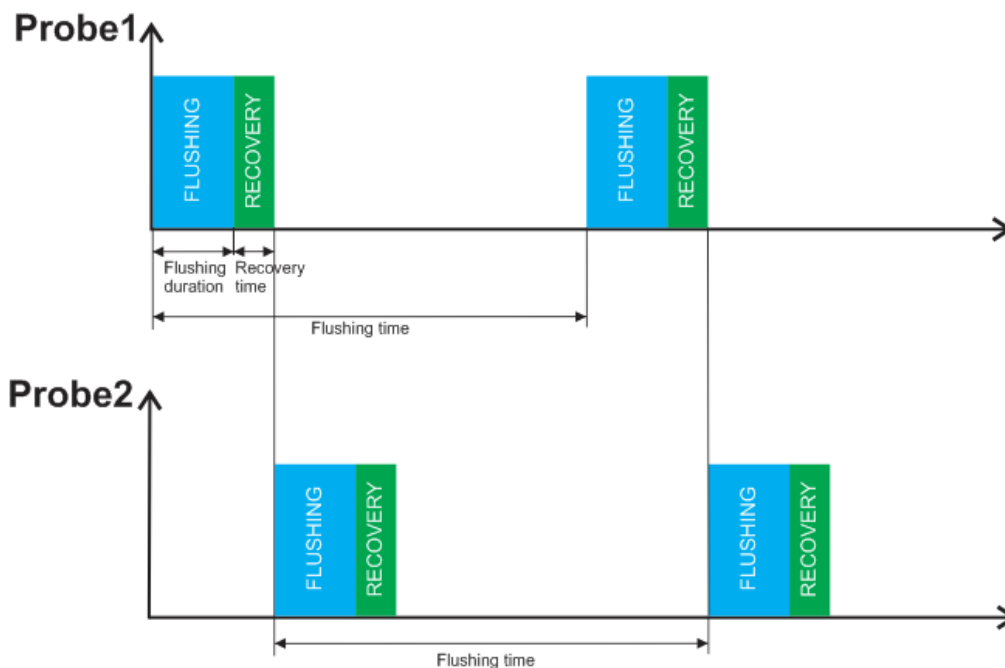 Probe1
FLUSHING
RECOVERY
FLUSHING
RECOVERY
Flushing
duration
Recovery
time
Flushing time
Probe2
FLUSHING
RECOVERY
FLUSHING
RECOVERY
Flushing time